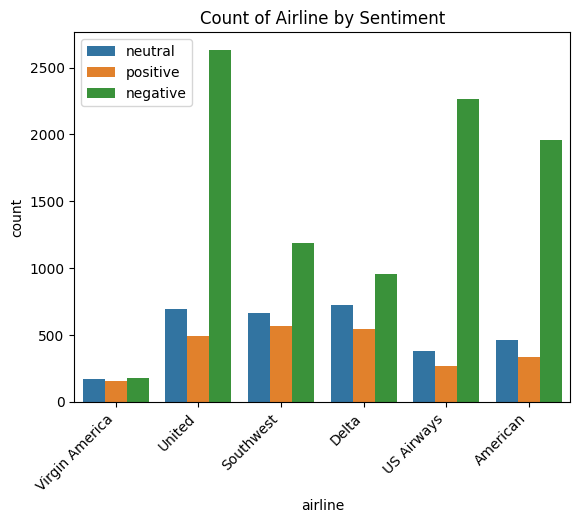 Count of Airline by Sentiment
neutral
positive
negative
count
2500
2000
1500
1000
500
0
Virgin America
United
Southwest
Delta
US Airways
American
airline